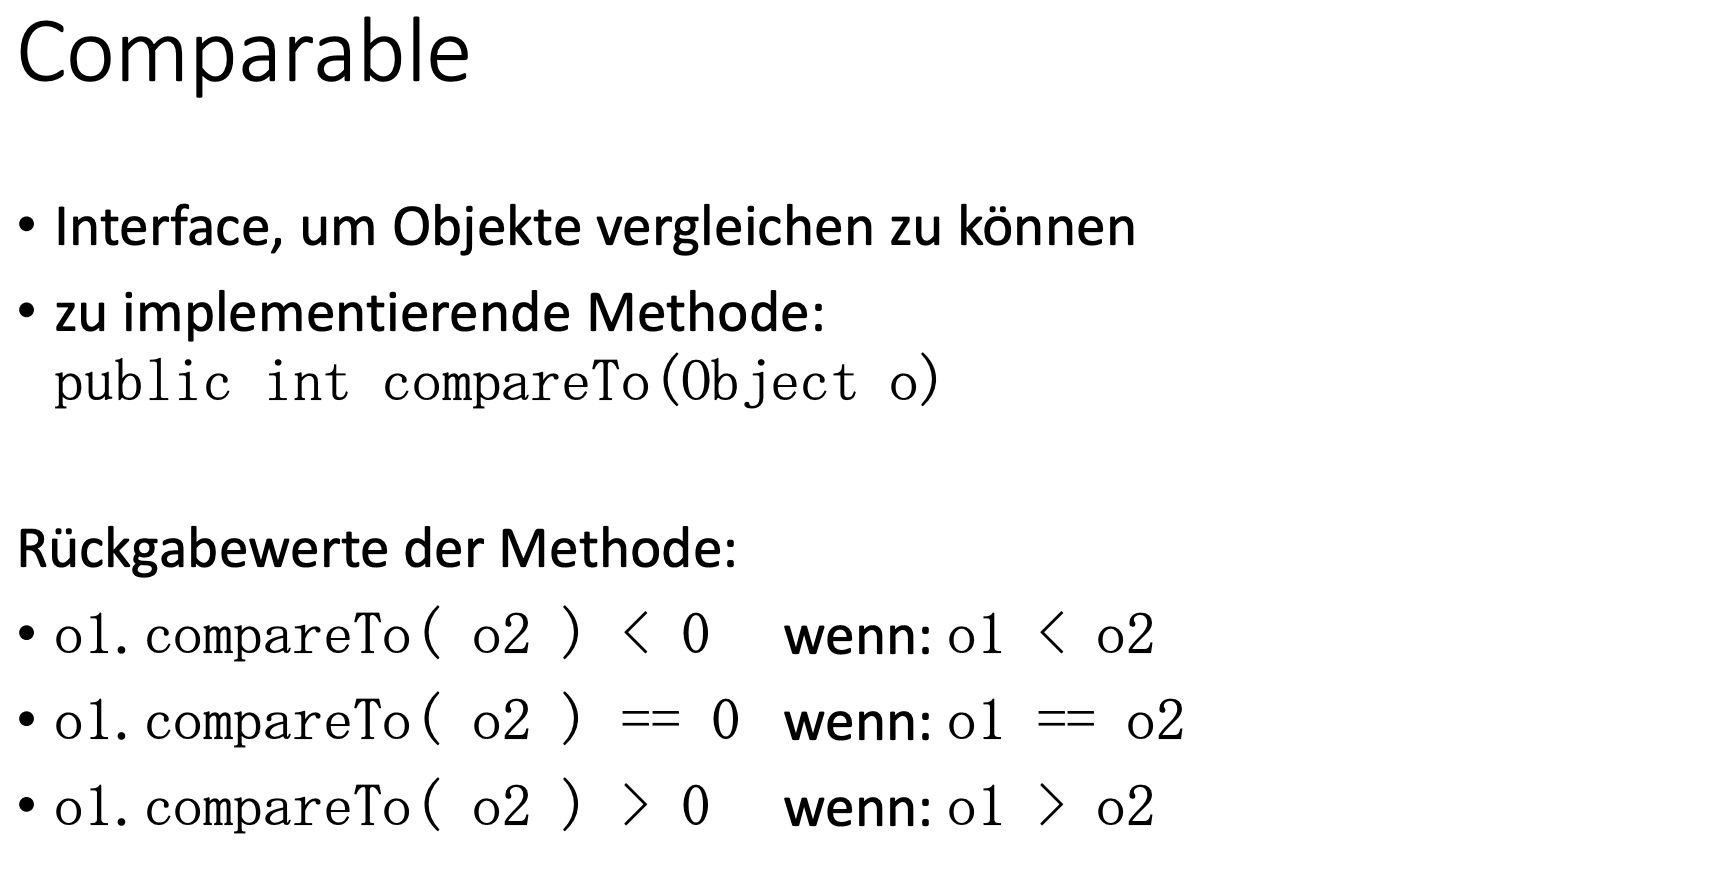 Comparable
• Interface, um Objekte vergleichen zu können
• zu implementierende Methode:
public int compareTo(Object o)
Rückgabewerte der Methode:
• o1.compareTo( o2 ) < 0 wenn: o1 < o2
• o1.compareTo( o2 ) == 0 wenn: o1 == o2
• o1.compareTo( o2 ) > 0 wenn: o1 > o2